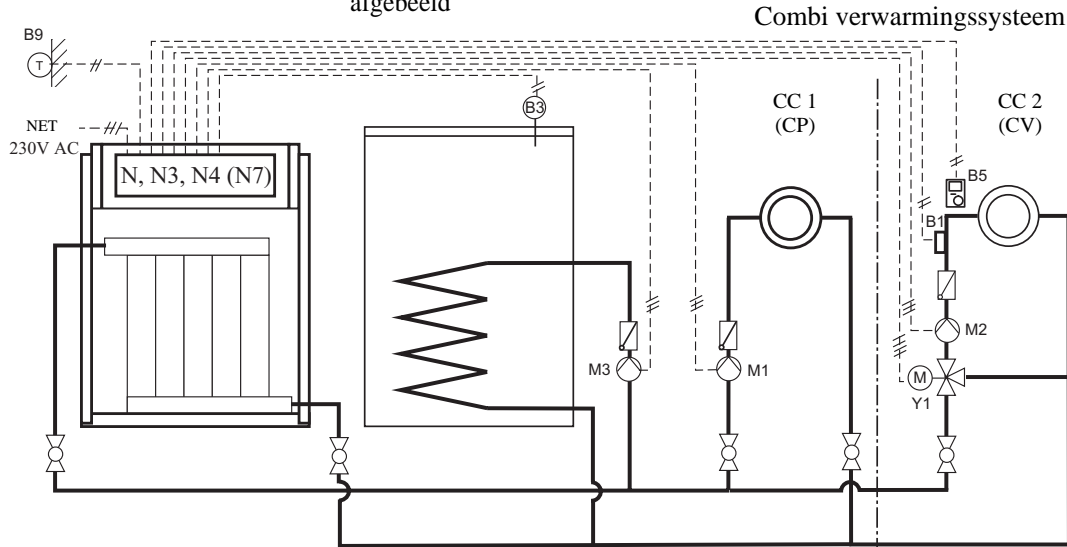 afgebeeld
Combi verwarmingssysteem
B9
T
NET
230V AC
N, N3, N4 (N7)
B3
CC 1
(CP)
CC 2
(CV)
B5
B1
M2
M3
M1
M
Y1